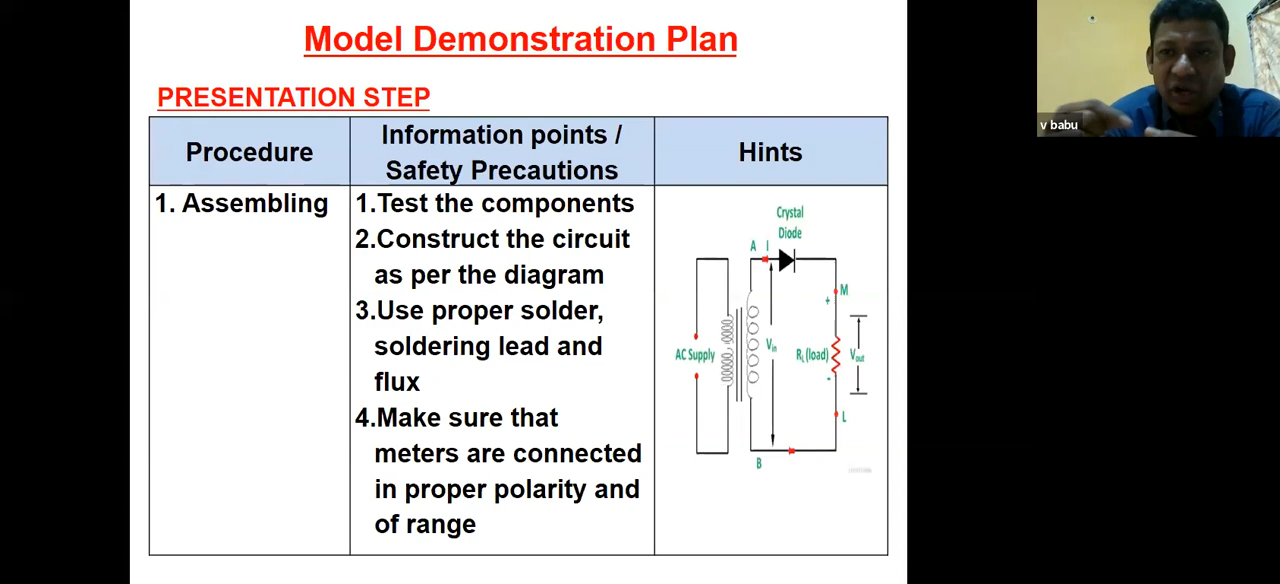 Model Demonstration Plan
PRESENTATION STEP
Procedure
Information points /
Safety Precautions
Hints
1. Assembling
1.Test the components
2.Construct the circuit
as per the diagram
3.Use proper solder,
soldering lead and
flux
4.Make sure that
meters are connected
in proper polarity and
of range
Crystal
Diode
A I
M
+
AC Supply
Vin
RL(load)
Vout
-
L
B
v babu